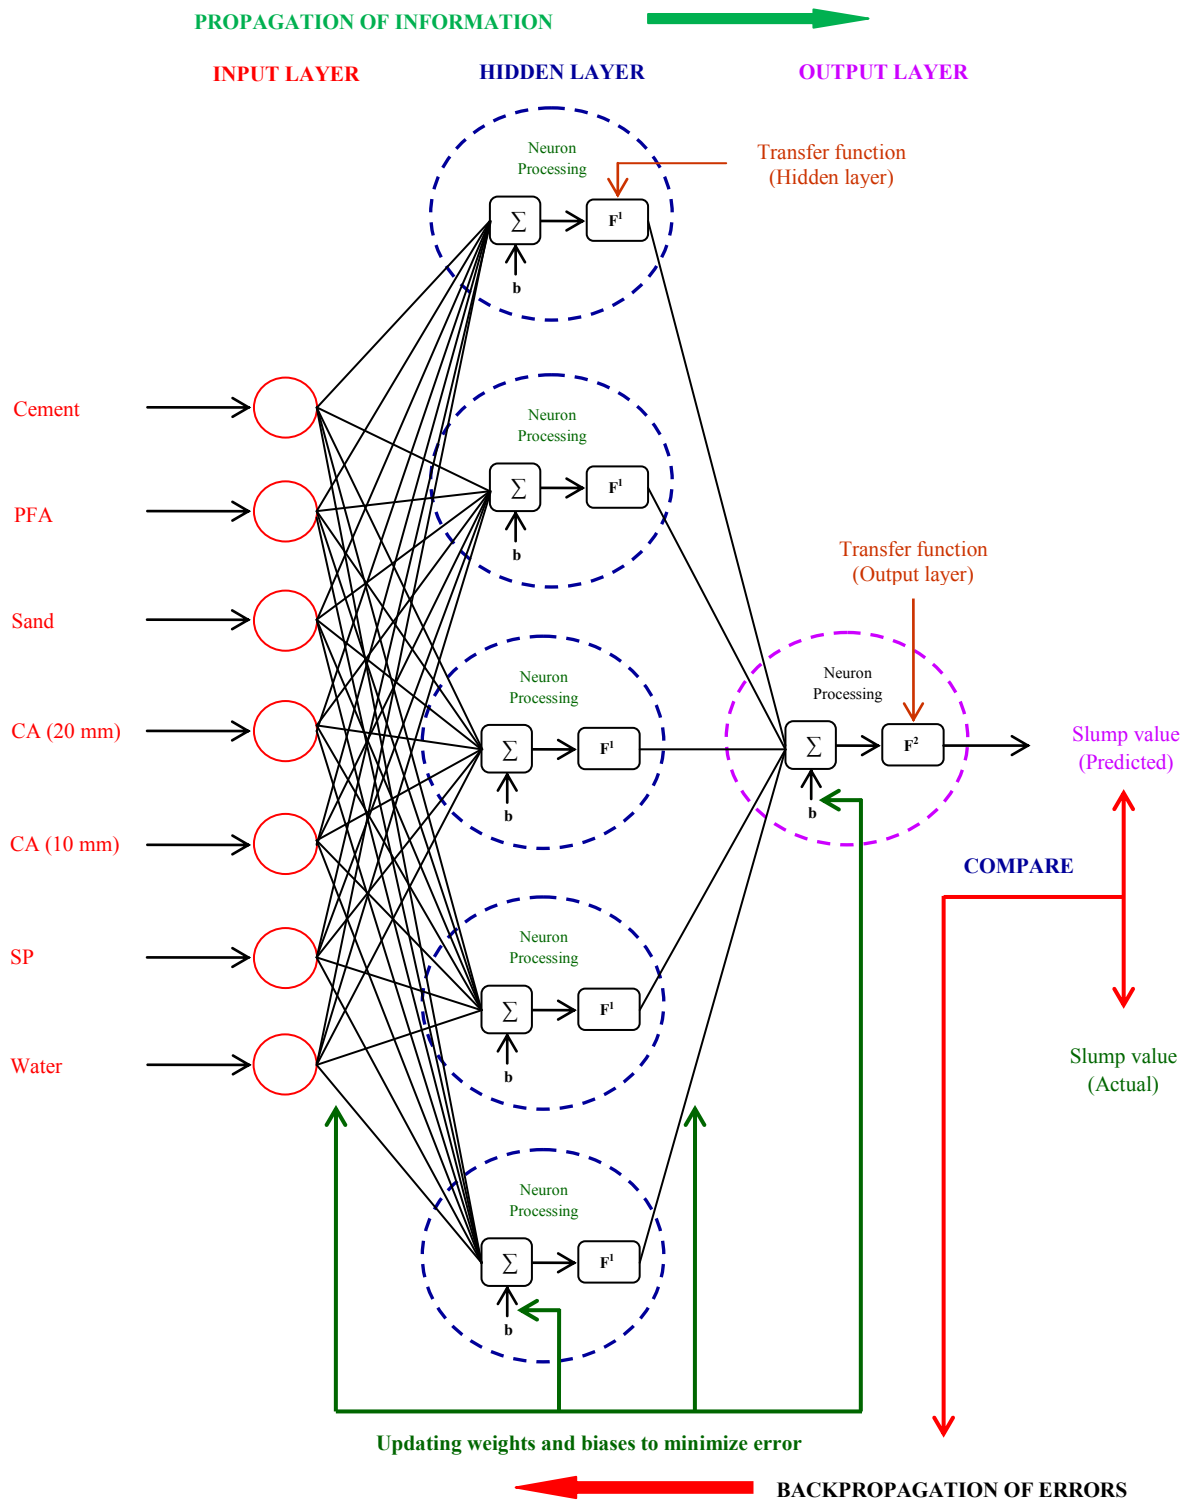 PROPAGATION OF INFORMATION
INPUT LAYER
HIDDEN LAYER
OUTPUT LAYER
Neuron
Processing
Transfer function
(Hidden layer)
∑
F¹
b
Cement
Neuron
Processing
∑
F¹
b
PFA
Transfer function
(Output layer)
Sand
Neuron
Processing
∑
F¹
b
Neuron
Processing
∑
F²
b
CA (20 mm)
Slump value
(Predicted)
CA (10 mm)
COMPARE
Neuron
Processing
∑
F¹
b
SP
Water
Slump value
(Actual)
Neuron
Processing
∑
F¹
b
Updating weights and biases to minimize error
BACKPROPAGATION OF ERRORS